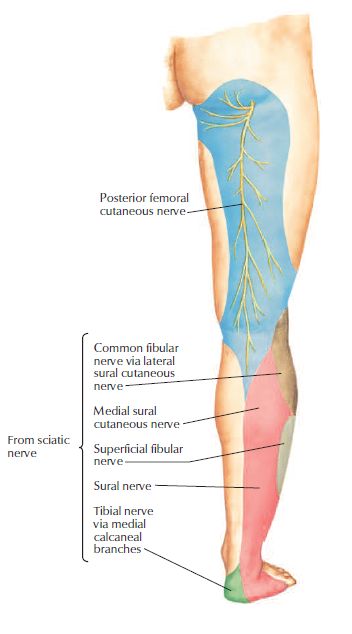 Posterior femoral
cutaneous nerve
Common fibular
nerve via lateral
sural cutaneous
nerve
Medial sural
cutaneous nerve
From sciatic
nerve
Superficial fibular
nerve
Sural nerve
Tibial nerve
via medial
calcaneal
branches